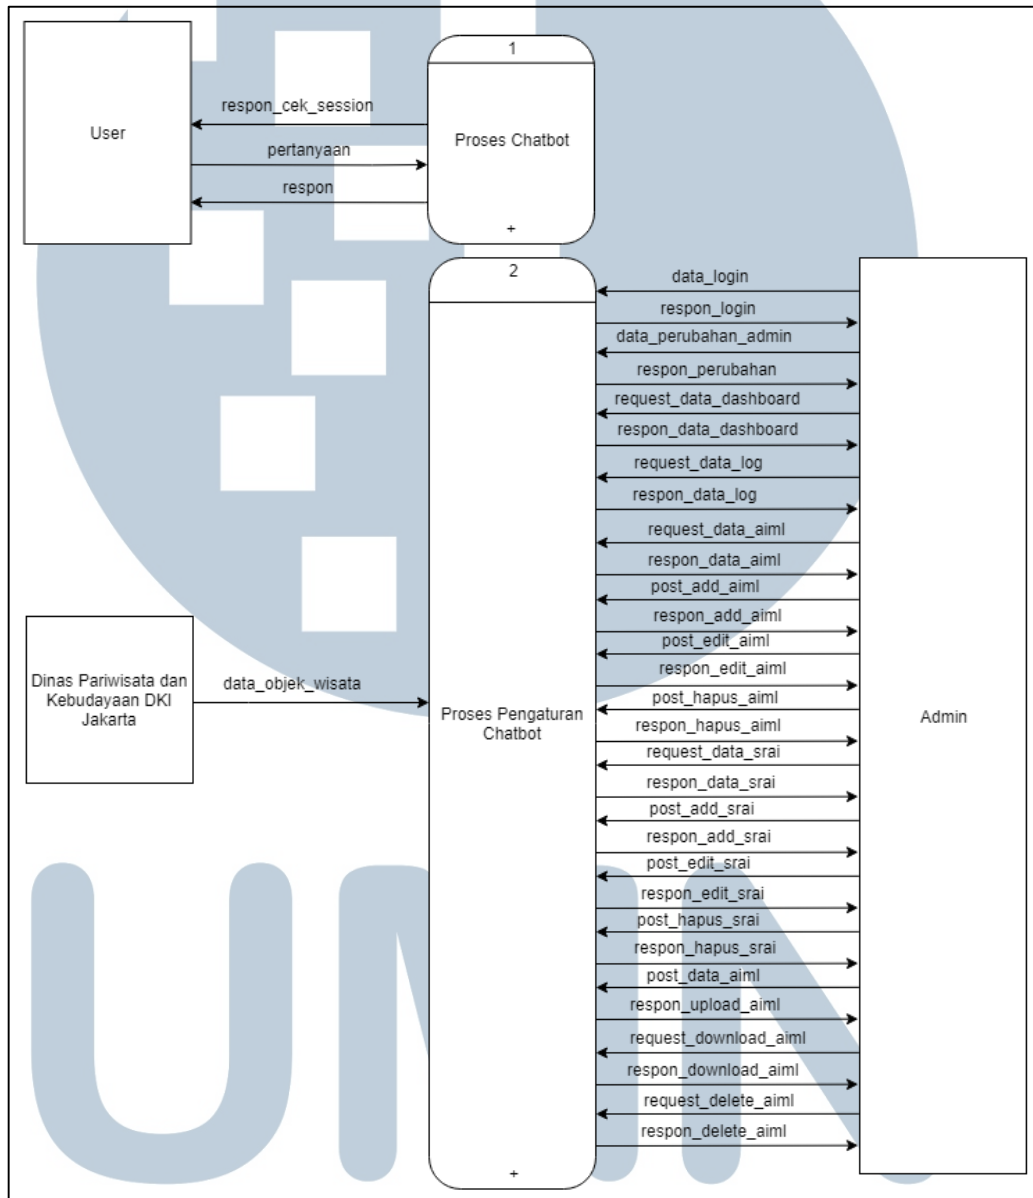 1
respon_cek_session
User
pertanyaan
Proses Chatbot
respon
+
2
data_login
respon_login
data_perubahan_admin
respon_perubahan
request_data_dashboard
respon_data_dashboard
request_data_log
respon_data_log
request_data_aiml
respon_data_aiml
post_add_aiml
respon_add_aiml
post_edit_aiml
respon_edit_aiml
Dinas Pariwisata dan
Kebudayaan DKI
Jakarta
data_objek_wisata
Proses Pengaturan
Chatbot
post_hapus_aiml
Admin
respon_hapus_aiml
request_data_srai
respon_data_srai
post_add_srai
respon_add_srai
post_edit_srai
respon_edit_srai
post_hapus_srai
respon_hapus_srai
post_data_aiml
respon_upload_aiml
request_download_aiml
respon_download_aiml
request_delete_aiml
respon_delete_aiml
+
UMN